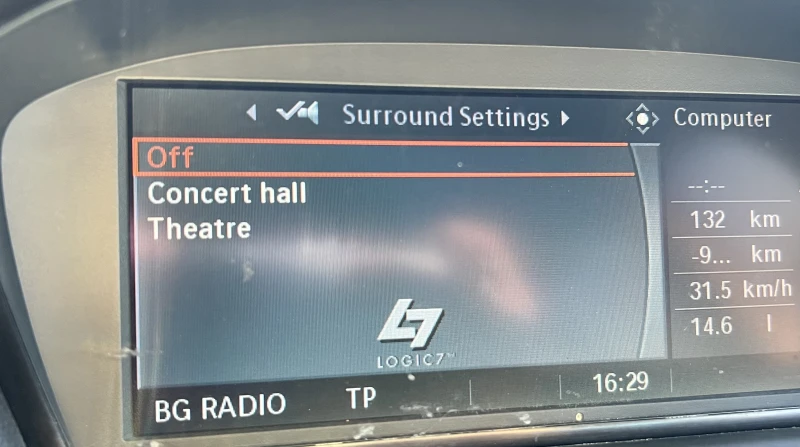 Surround Settings
Computer
Off
Concert hall
Theatre
--:--
132 km
-9... km
31.5 km/h
14.6 l
LOGIC7™
BG RADIO
TP
16:29